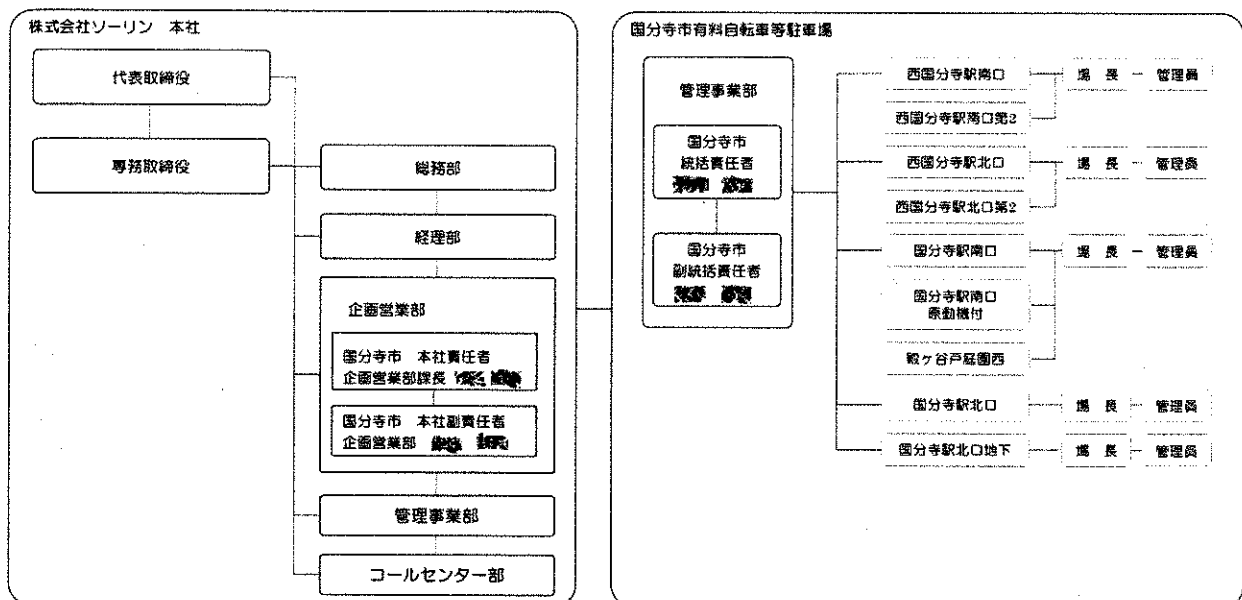 株式会社ソーリン　本社
代表取締役
専務取締役
総務部
経理部
企画営業部
国分寺市　本社責任者
企画営業部課長
国分寺市　本社副責任者
企画営業部
管理事業部
コールセンター部
国分寺市有料自転車等駐車場
管理事業部
国分寺市
統括責任者
国分寺市
副統括責任者
西国分寺駅南口
場　長
管理員
西国分寺駅南口第2
西国分寺駅北口
場　長
管理員
西国分寺駅北口第2
国分寺駅南口
場　長
管理員
国分寺駅南口
原動機付
殿ヶ谷戸庭園西
国分寺駅北口
場　長
管理員
国分寺駅北口地下
場　長
管理員